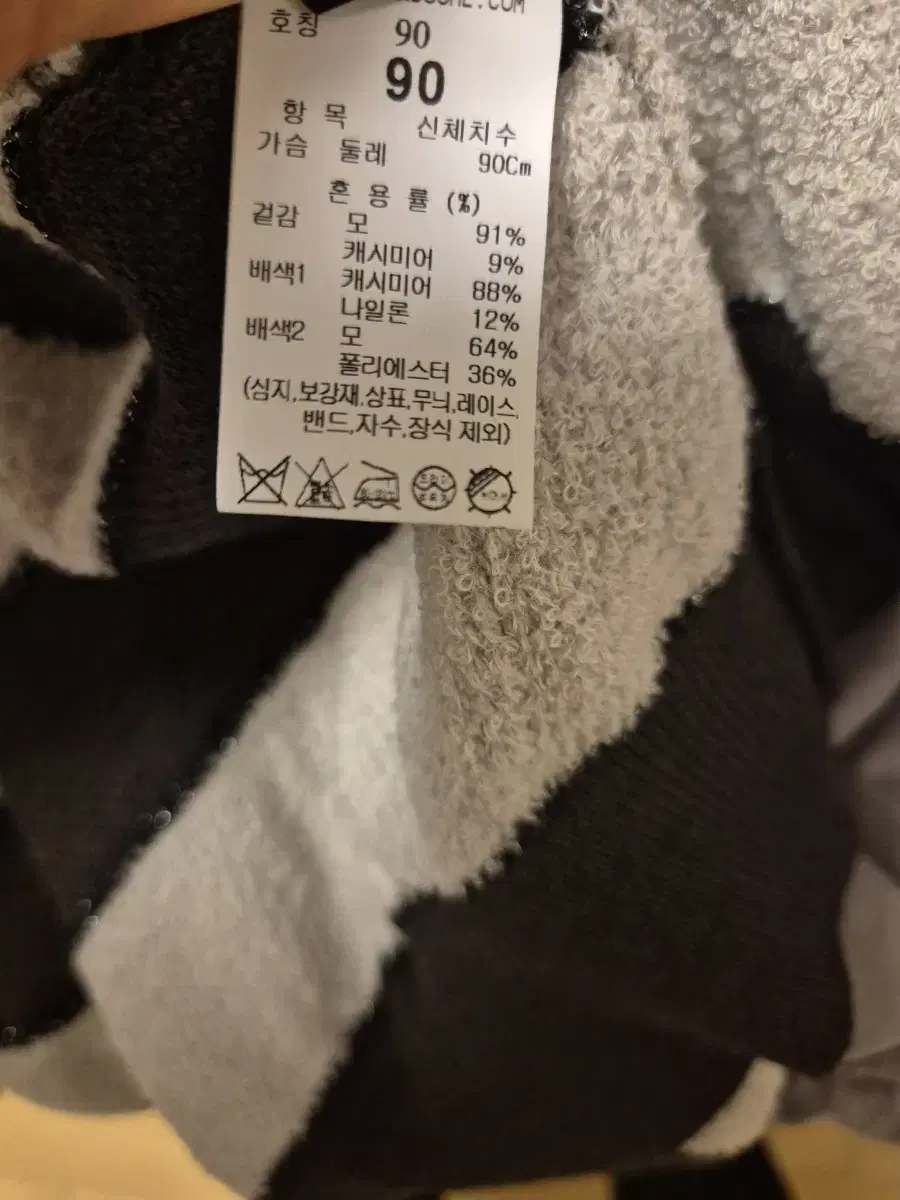 호칭 90
90
항 목 신체치수
가슴 둘레 90Cm
혼 용 률 (%)
겉감 모 91%
캐시미어 9%
배색1 캐시미어 88%
나일론 12%
배색2 모 64%
폴리에스터 36%
(심지,보강재,상표,무늬,레이스,
밴드,자수,장식 제외)